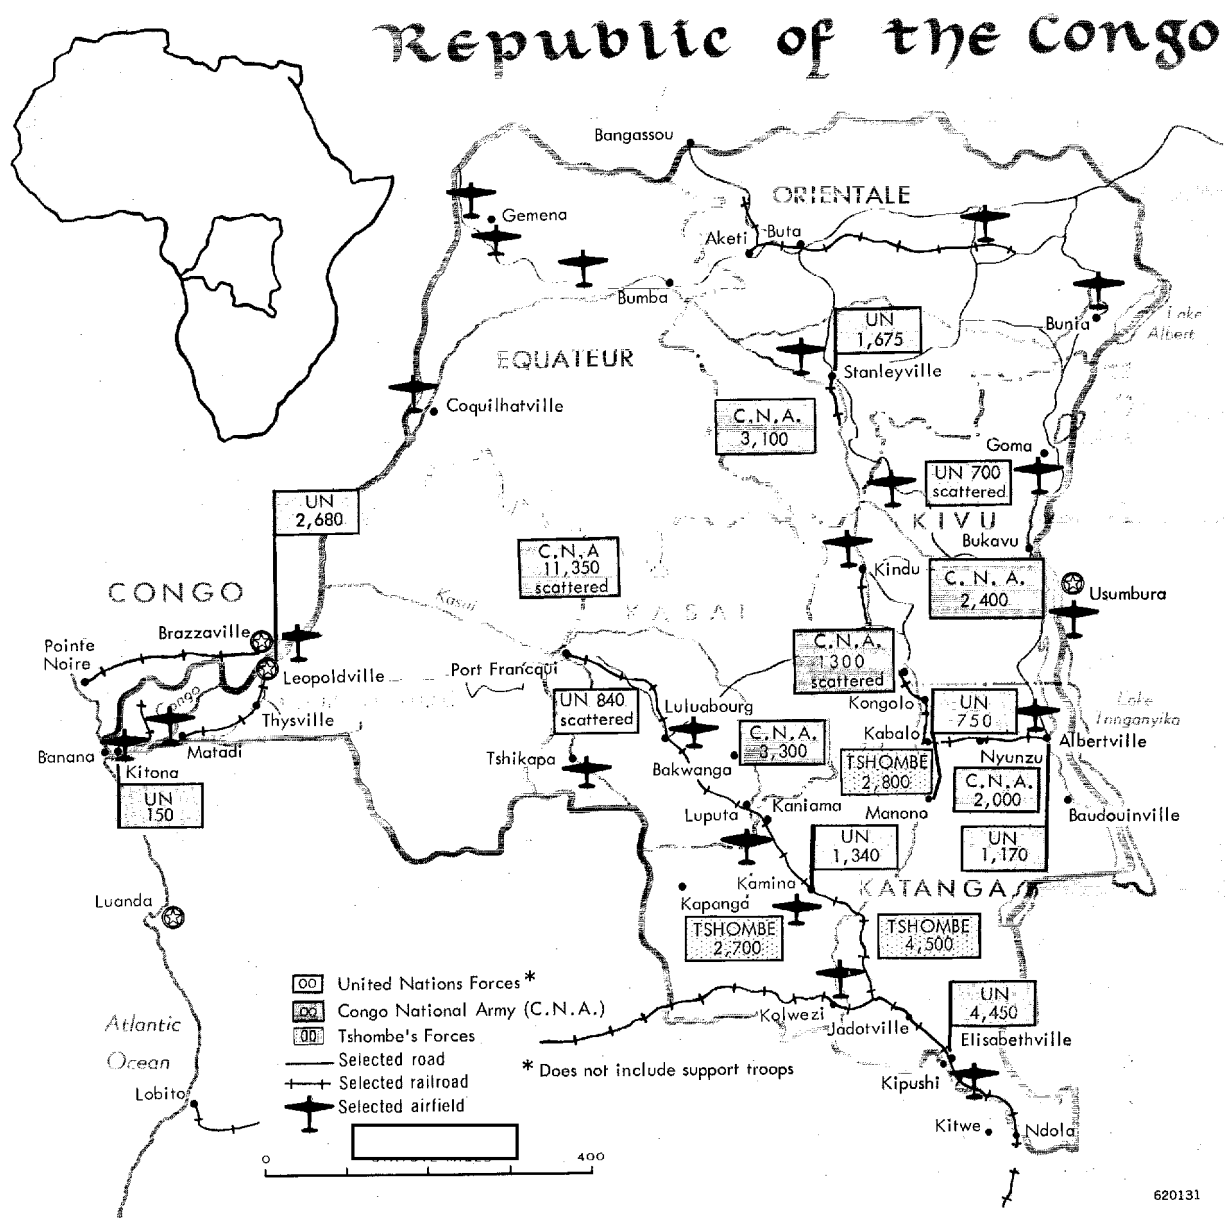 Republic of the Congo
Bangassou
ORIENTALE
Gemena
Aketi
Buta
Bumba
Bunia
Lake
Albert
UN
1,675
EQUATEUR
Stanleyville
Coquilhatville
C.N.A.
3,100
Goma
UN 700
scattered
UN
2,680
KIVU
Bukavu
C.N.A
11,350
scattered
Kindu
C. N. A.
2,400
Usumbura
CONGO
Kasai
KASAI
Brazzaville
Pointe
Noire
C.N.A.
1300
scattered
Port Francqui
Leopoldville
Congo
Thysville
UN 840
scattered
Luluabourg
Kongolo
UN
750
Lake
Kabalo
Albertville
Banana
Matadi
Kitona
C.N.A.
3,300
Tshikapa
Bakwanga
TSHOMBE
2,800
Nyunzu
C.N.A.
2,000
UN
150
Luputa
Kaniama
Manono
Baudouinville
UN
1,340
UN
1,170
Kamina
KATANGA
Luanda
Kapanga
TSHOMBE
2,700
TSHOMBE
4,500
00 United Nations Forces*
00 Congo National Army (C.N.A.)
00 Tshombe's Forces
Selected road
Selected railroad
Selected airfield
Kolwezi
Jadotville
UN
4,450
Elisabethville
Atlantic
Ocean
* Does not include support troops
Kipushi
Lobito
Kitwe
Ndola
0 400
620131